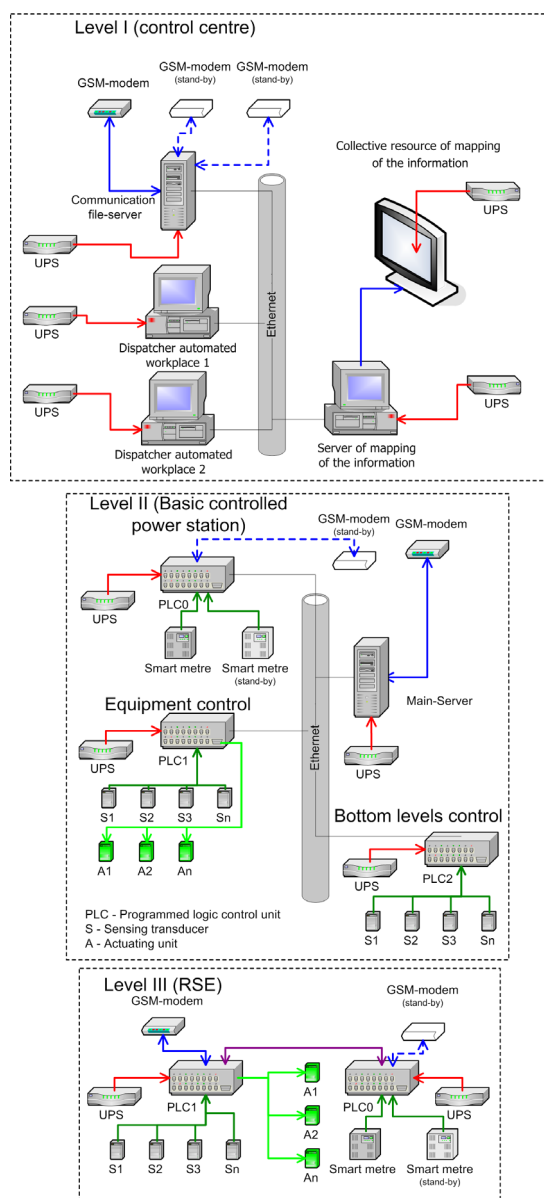 Level I (control centre)
GSM-modem
(stand-by)
GSM-modem
(stand-by)
GSM-modem
Collective resource of mapping
of the information
UPS
Communication
file-server
UPS
Ethernet
UPS
Dispatcher automated
workplace 1
UPS
UPS
Dispatcher automated
workplace 2
Server of mapping
of the information
Level II (Basic controlled
power station)
GSM-modem
(stand-by)
GSM-modem
UPS
PLC0
Smart metre
Smart metre
(stand-by)
Main-Server
Equipment control
UPS
PLC1
UPS
Ethernet
S1
S2
S3
Sn
A1
A2
An
Bottom levels control
UPS
PLC2
S1
S2
S3
Sn
PLC - Programmed logic control unit
S - Sensing transducer
A - Actuating unit
Level III (RSE)
GSM-modem
GSM-modem
(stand-by)
UPS
PLC1
A1
PLC0
UPS
A2
S1
S2
S3
Sn
An
Smart metre
Smart metre
(stand-by)